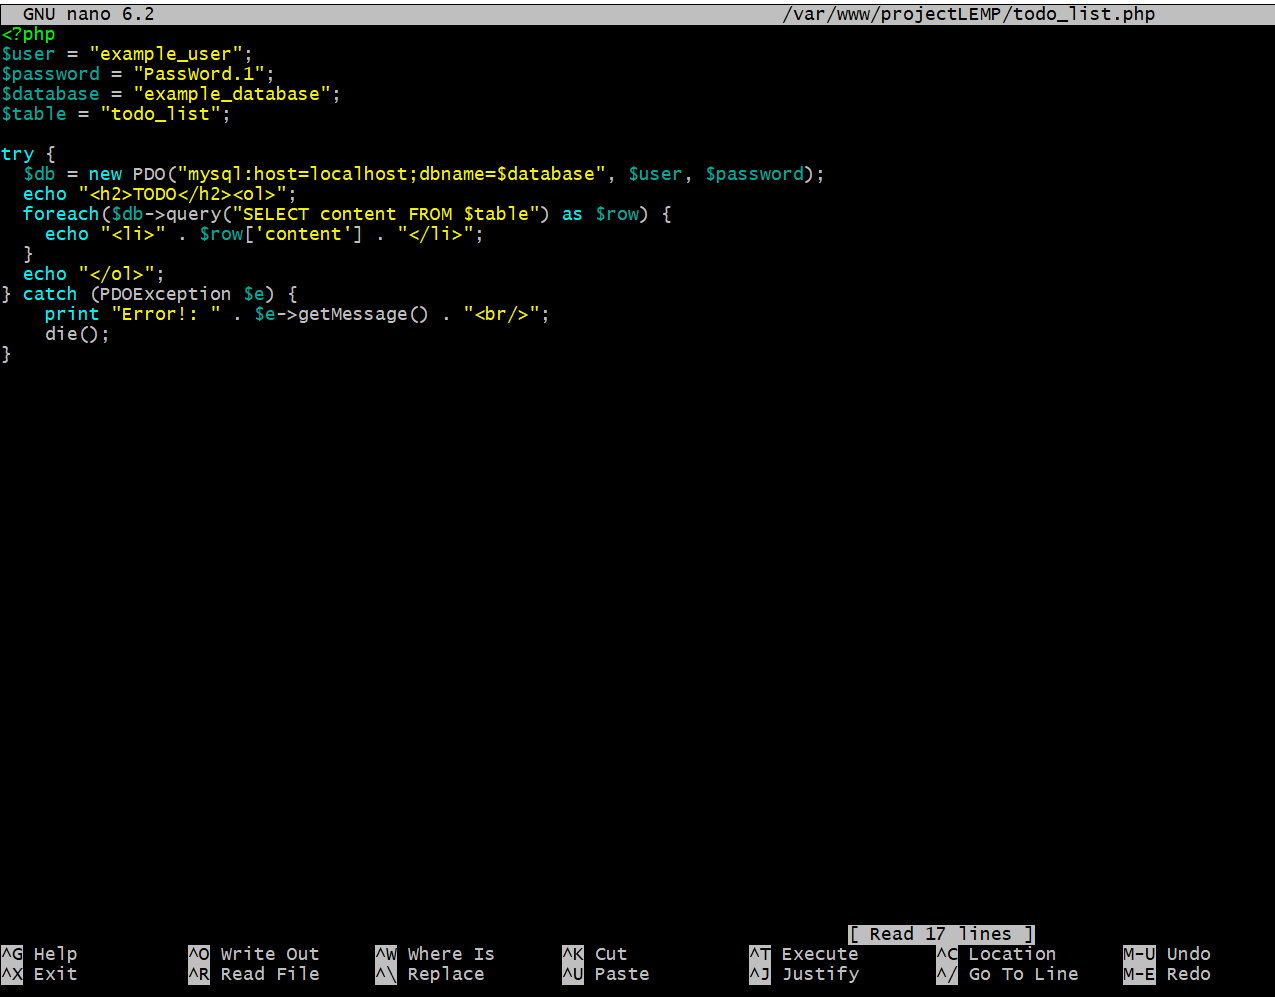 GNU nano 6.2 /var/www/projectLEMP/todo_list.php
<?php
$user = "example_user";
$password = "PassWord.1";
$database = "example_database";
$table = "todo_list";

try {
  $db = new PDO("mysql:host=localhost;dbname=$database", $user, $password);
  echo "<h2>TODO</h2><ol>";
  foreach($db->query("SELECT content FROM $table") as $row) {
    echo "<li>" . $row['content'] . "</li>";
  }
  echo "</ol>";
} catch (PDOException $e) {
    print "Error!: " . $e->getMessage() . "<br/>";
    die();
}
[ Read 17 lines ]
^G Help ^O Write Out ^W Where Is ^K Cut ^T Execute ^C Location M-U Undo
^X Exit ^R Read File ^\ Replace ^U Paste ^J Justify ^/ Go To Line M-E Redo